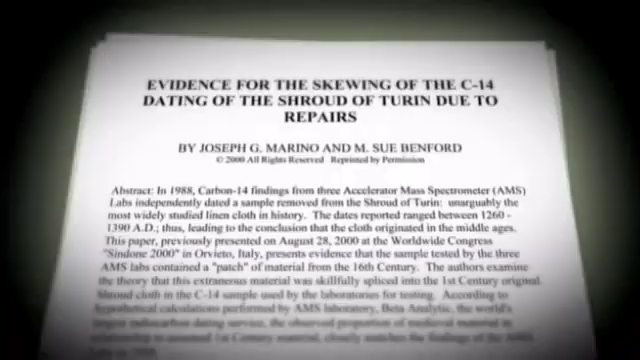 EVIDENCE FOR THE SKEWING OF THE C-14
DATING OF THE SHROUD OF TURIN DUE TO
REPAIRS
BY JOSEPH G. MARINO AND M. SUE BENFORD
© 2000 All Rights Reserved Reprinted by Permission
Abstract: In 1988, Carbon-14 findings from three Accelerator Mass Spectrometer (AMS)
Labs independently dated a sample removed from the Shroud of Turin: unarguably the
most widely studied linen cloth in history. The dates reported ranged between 1260 -
1390 A.D.; thus, leading to the conclusion that the cloth originated in the middle ages.
This paper, previously presented on August 28, 2000 at the Worldwide Congress
"Sindone 2000" in Orvieto, Italy, presents evidence that the sample tested by the three
AMS labs contained a "patch" of material from the 16th Century. The authors examine
the theory that this extraneous material was skillfully spliced into the 1st Century original
Shroud cloth in the C-14 sample used by the laboratories for testing. According to
hypothetical calculations performed by AMS laboratory, Beta Analytic, the world's
largest radiocarbon dating service, the observed proportion of medieval material